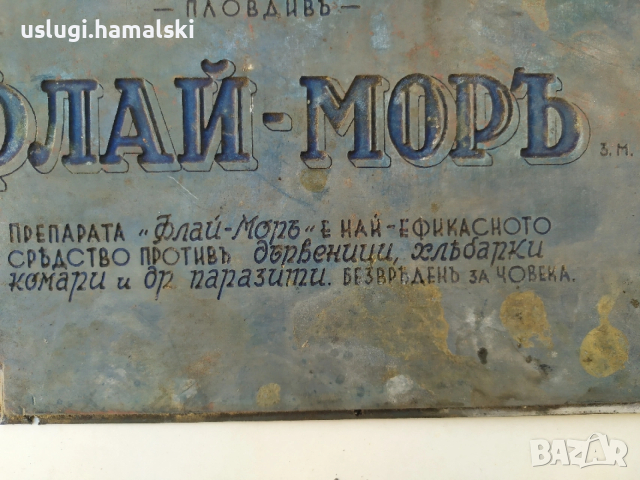 — ПЛОВДИВЪ —
uslugi.hamalski
ФЛАЙ-МОРЪ З.М.
ПРЕПАРАТА „Флай-Моръ“ Е НАЙ-ЕФИКАСНОТО
СРѢДСТВО ПРОТИВЪ дървеници, хлѣбарки
комари и др паразити. БЕЗВРѢДЕНЪ ЗА ЧОВЕКА.
BAZAR